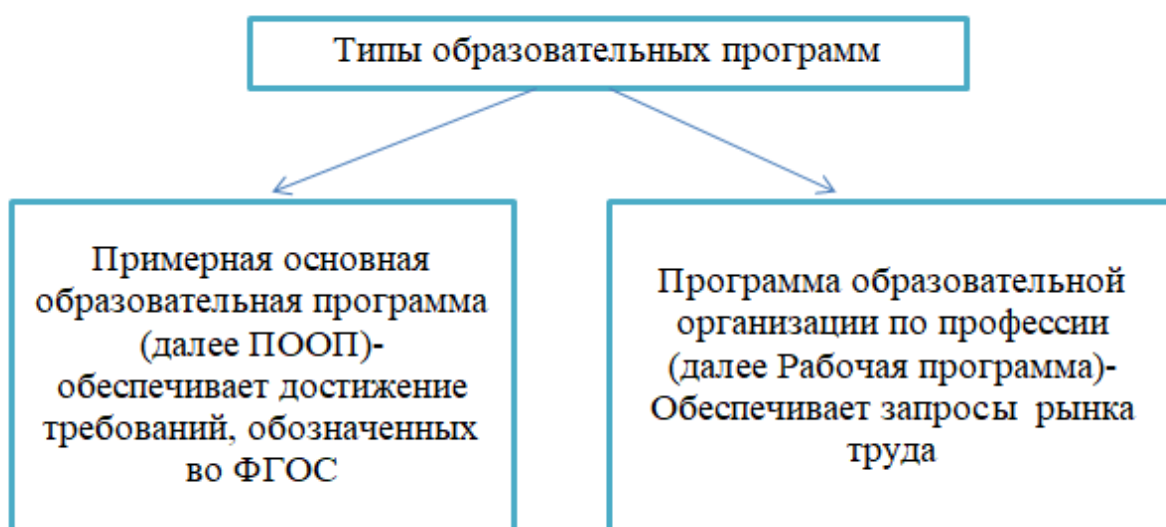 Типы образовательных программ
Примерная основная
образовательная программа
(далее ПООП)-
обеспечивает достижение
требований, обозначенных
во ФГОС
Программа образовательной
организации по профессии
(далее Рабочая программа)-
Обеспечивает запросы  рынка
труда